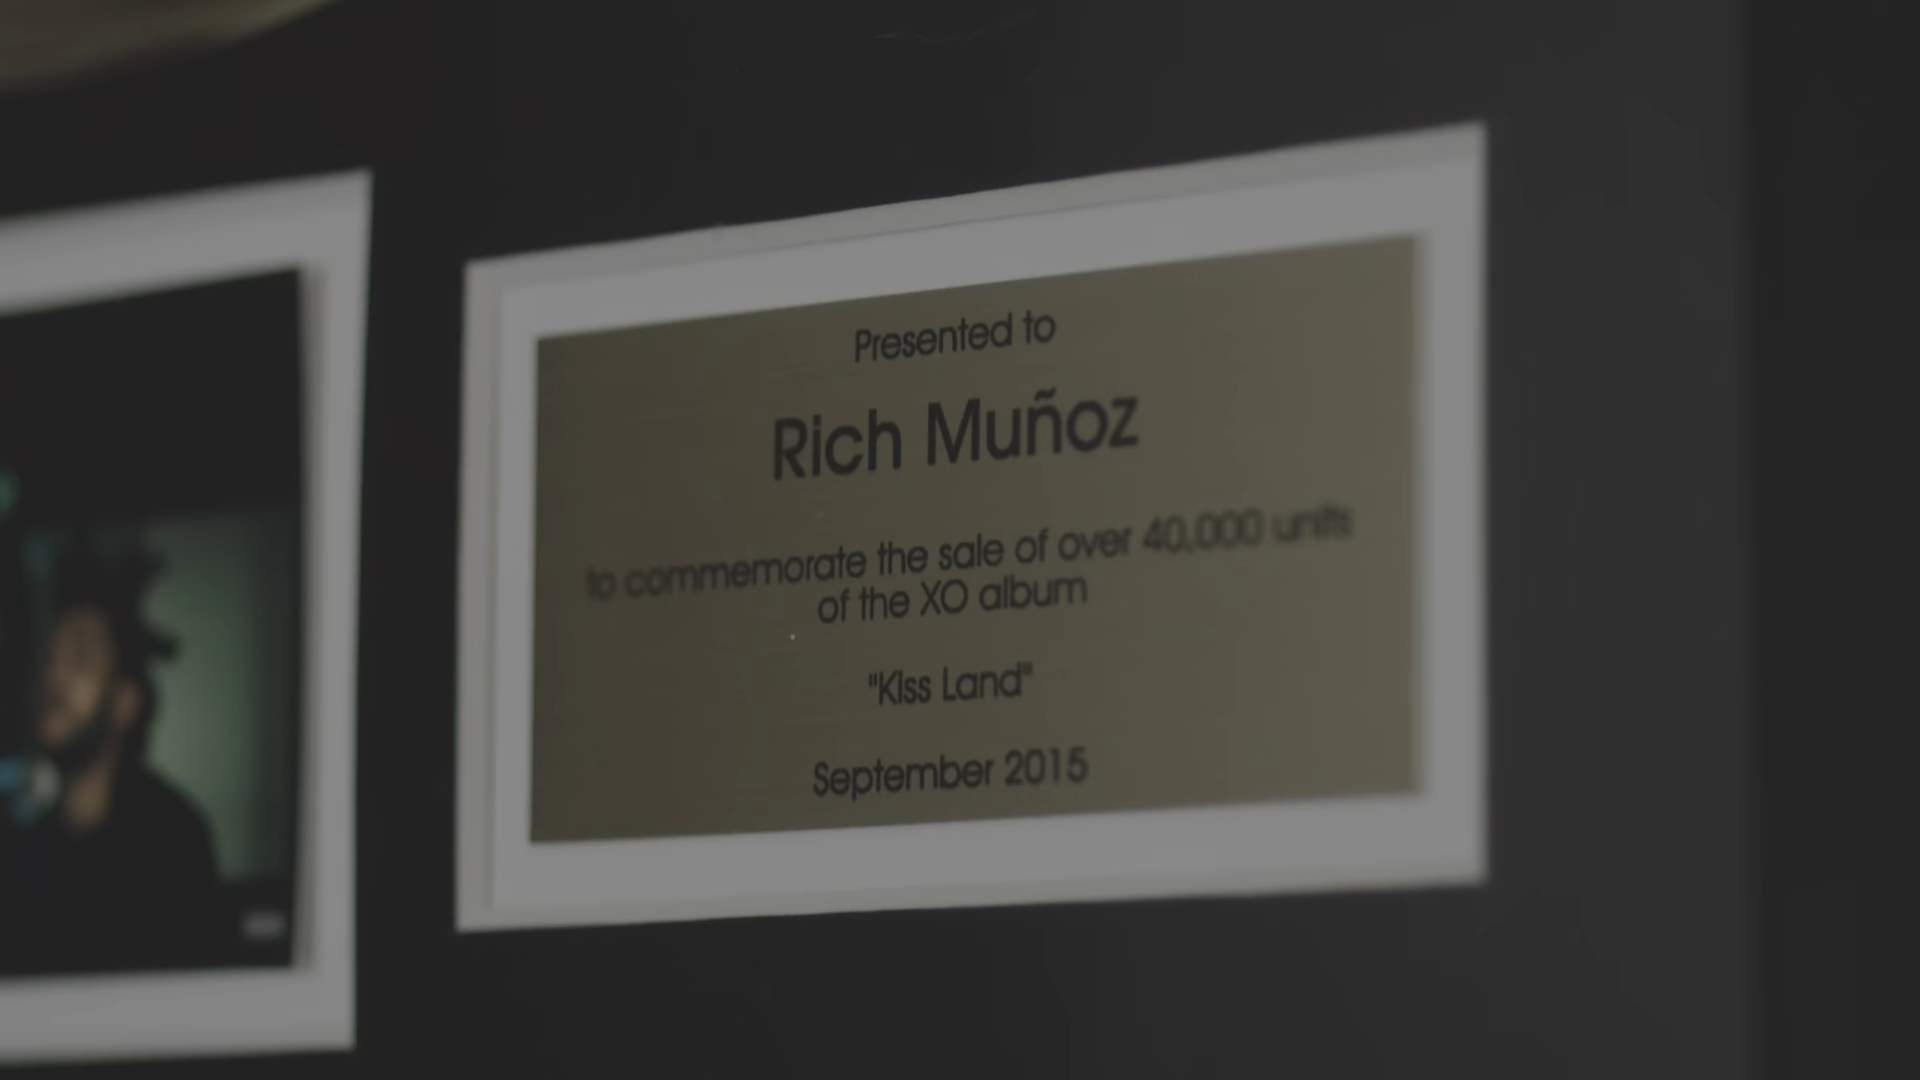 Presented to
Rich Muñoz
to commemorate the sale of over 40,000 units
of the XO album
"Kiss Land"
September 2015